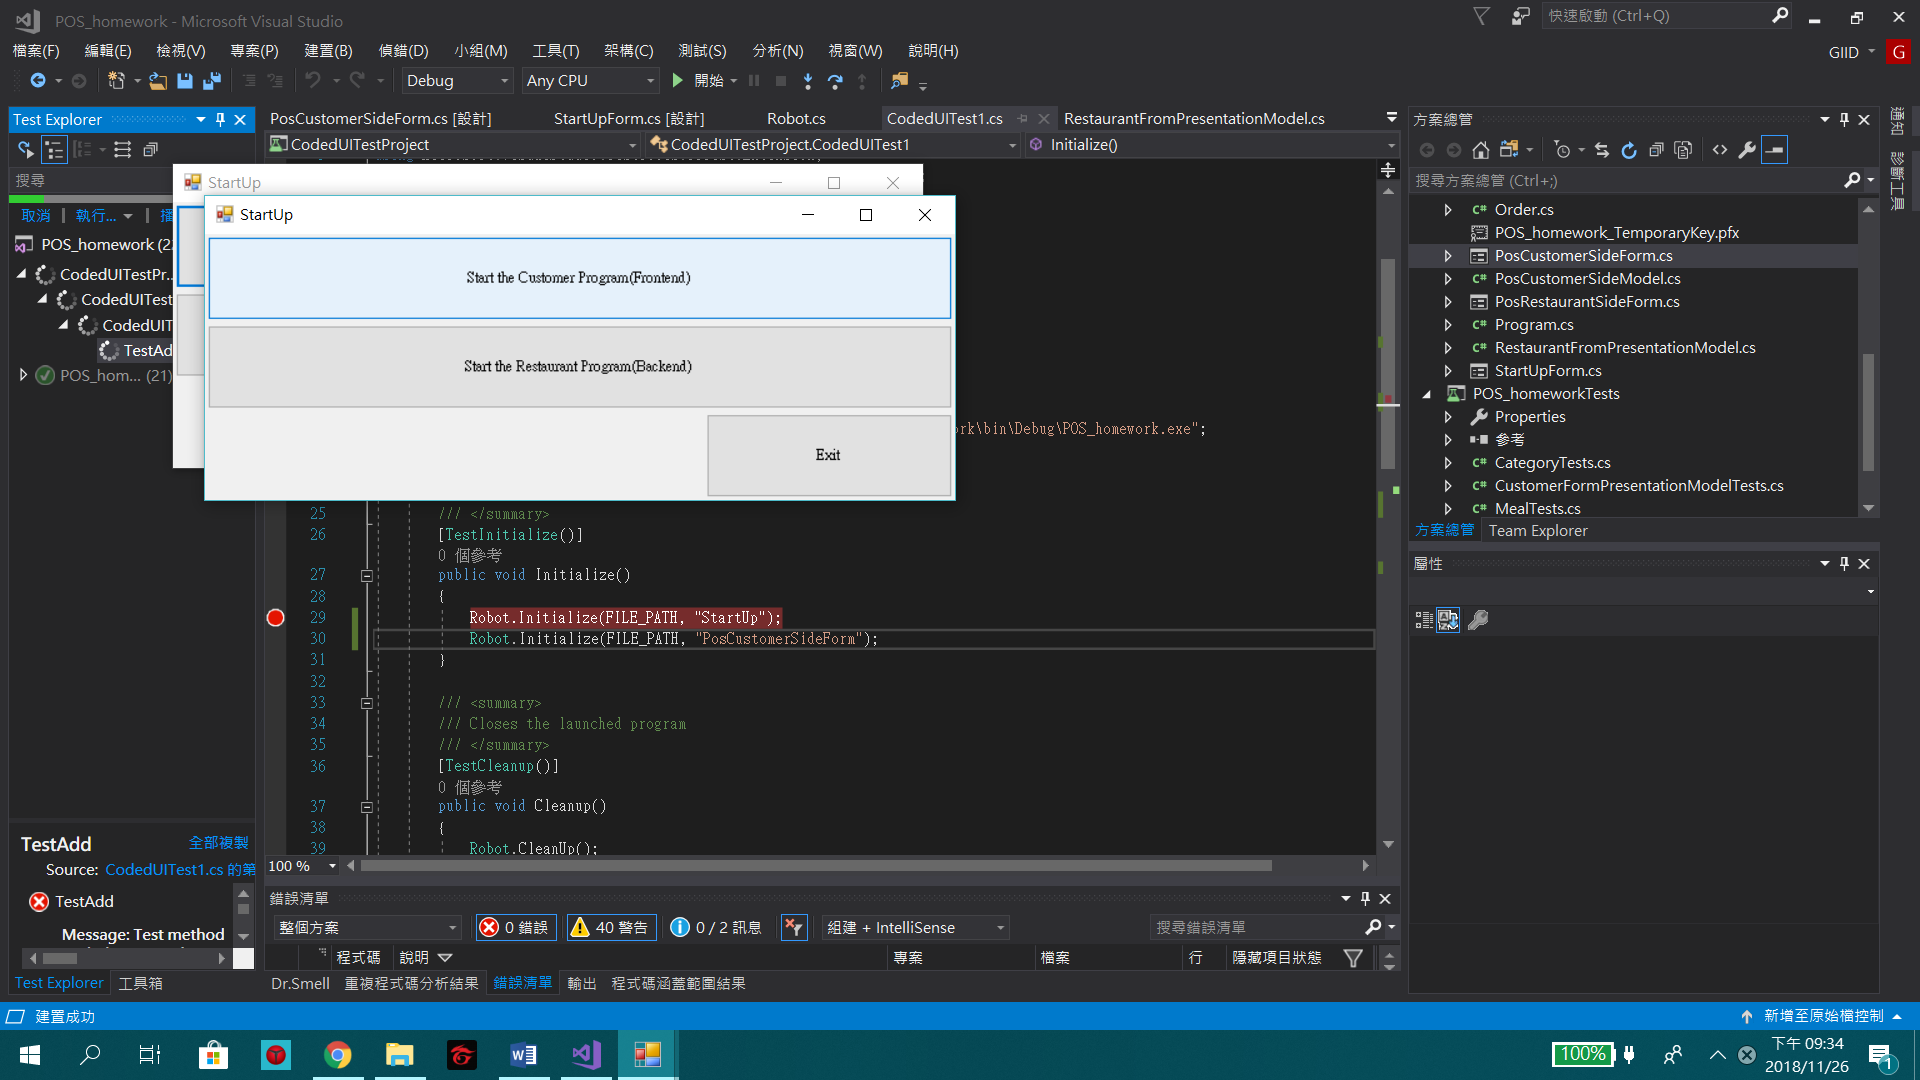 POS_homework - Microsoft Visual Studio
快速啟動 (Ctrl+Q)
檔案(F) 編輯(E) 檢視(V) 專案(P) 建置(B) 偵錯(D) 小組(M) 工具(T) 架構(C) 測試(S) 分析(N) 視窗(W) 說明(H)
GIID G
Debug Any CPU 開始
Test Explorer
PosCustomerSideForm.cs [設計] StartUpForm.cs [設計] Robot.cs CodedUITest1.cs RestaurantFromPresentationModel.cs
CodedUITestProject CodedUITestProject.CodedUITest1 Initialize()
搜尋
取消 執行...
POS_homework (2
CodedUITestPr...
CodedUITest
CodedUIT
TestAd
POS_hom... (21)
StartUp
StartUp
Start the Customer Program(Frontend)
Start the Restaurant Program(Backend)
Exit
ork\bin\Debug\POS_homework.exe";
25 /// </summary>
26 [TestInitialize()]
0 個參考
27 public void Initialize()
28 {
29 Robot.Initialize(FILE_PATH, "StartUp");
30 Robot.Initialize(FILE_PATH, "PosCustomerSideForm");
31 }
32
33 /// <summary>
34 /// Closes the launched program
35 /// </summary>
36 [TestCleanup()]
0 個參考
37 public void Cleanup()
38 {
39 Robot.CleanUp();
100 %
TestAdd 全部複製
Source: CodedUITest1.cs 的第
TestAdd
Message: Test method
Test Explorer 工具箱
錯誤清單
整個方案 0 錯誤 40 警告 0 / 2 訊息 組建 + IntelliSense 搜尋錯誤清單
程式碼 說明 專案 檔案 行 隱藏項目狀態
Dr.Smell 重複程式碼分析結果 錯誤清單 輸出 程式碼涵蓋範圍結果
方案總管
搜尋方案總管 (Ctrl+;)
Order.cs
POS_homework_TemporaryKey.pfx
PosCustomerSideForm.cs
PosCustomerSideModel.cs
PosRestaurantSideForm.cs
Program.cs
RestaurantFromPresentationModel.cs
StartUpForm.cs
POS_homeworkTests
Properties
參考
CategoryTests.cs
CustomerFormPresentationModelTests.cs
MealTests.cs
方案總管 Team Explorer
屬性
通知
診斷工具
建置成功
新增至原始檔控制
100%
下午 09:34
2018/11/26
1